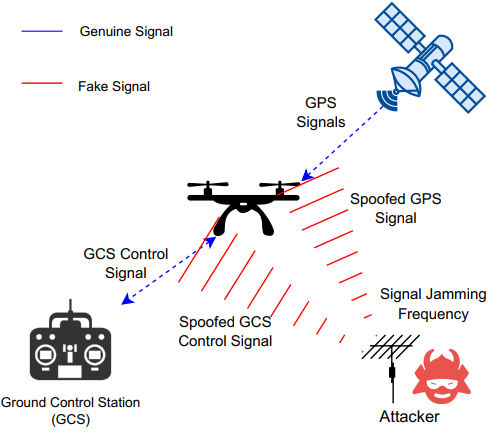 Genuine Signal
Fake Signal
GPS
Signals
Spoofed GPS
Signal
GCS Control
Signal
Signal Jamming
Frequency
Spoofed GCS
Control Signal
Ground Control Station
(GCS)
Attacker